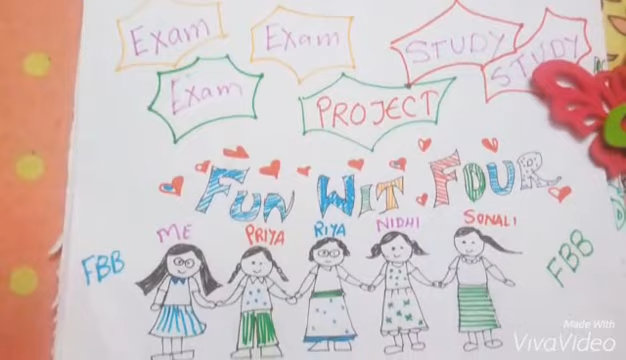 Exam
Exam
STUDY
STUDY
Exam
PROJECT
FUN WIT FOUR
ME
PRIYA
RIYA
NIDHI
SONALI
FBB
FBB
Made With
VivaVideo